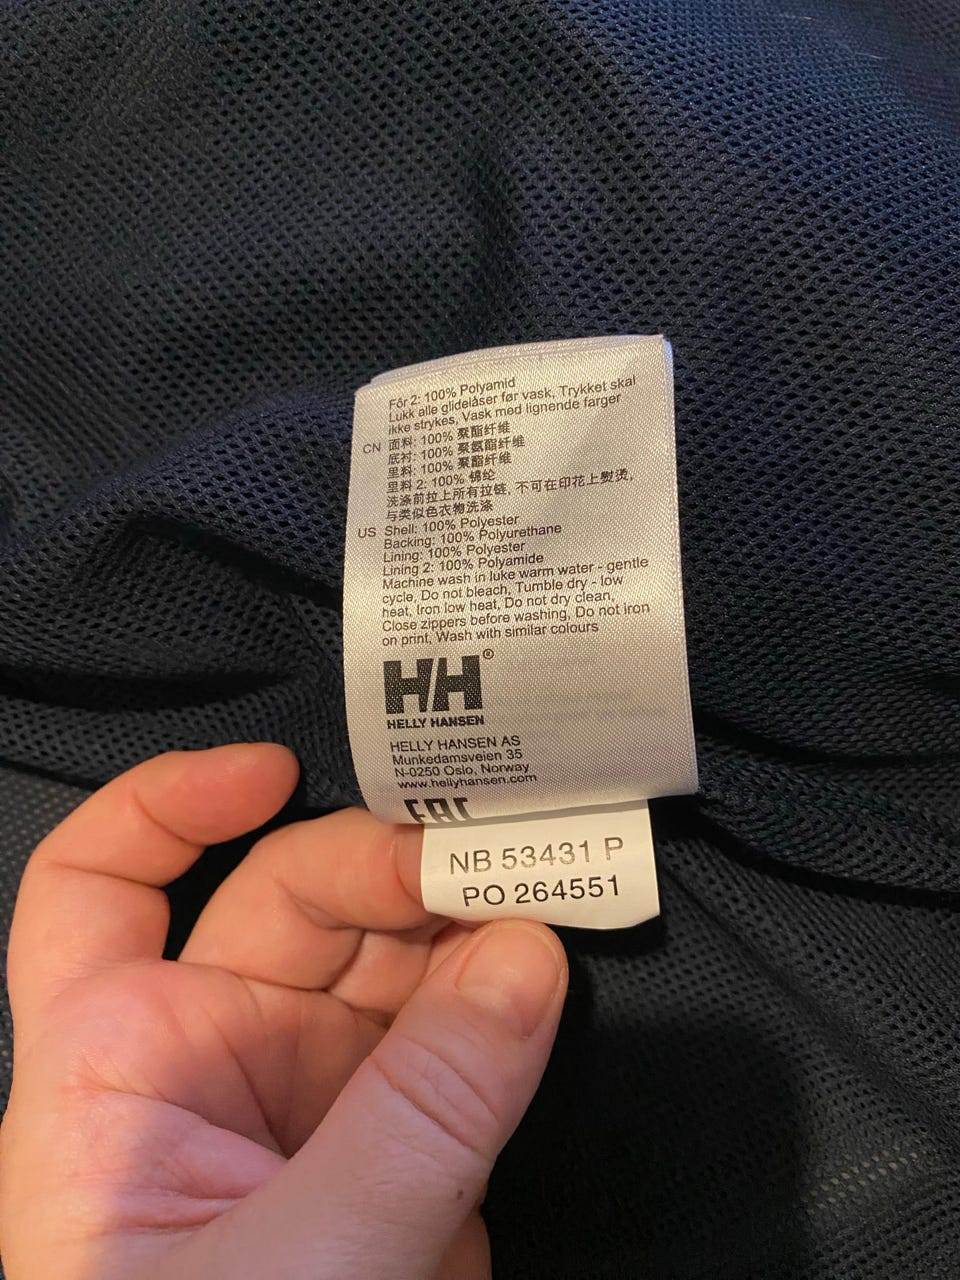 Fôr 2: 100% Polyamid
Lukk alle glidelåser før vask, Trykket skal
ikke strykes, Vask med lignende farger
CN 面料: 100% 聚酯纤维
底衬: 100% 聚氨酯纤维
里料: 100% 聚酯纤维
里料 2: 100% 锦纶
洗涤前拉上所有拉链, 不可在印花上熨烫,
与类似色衣物洗涤
US Shell: 100% Polyester
Backing: 100% Polyurethane
Lining: 100% Polyester
Lining 2: 100% Polyamide
Machine wash in luke warm water - gentle
cycle, Do not bleach, Tumble dry - low
heat, Iron low heat, Do not dry clean,
Close zippers before washing, Do not iron
on print, Wash with similar colours
HH®
HELLY HANSEN
HELLY HANSEN AS
Munkedamsveien 35
N-0250 Oslo, Norway
www.hellyhansen.com
EAC
NB 53431 P
PO 264551